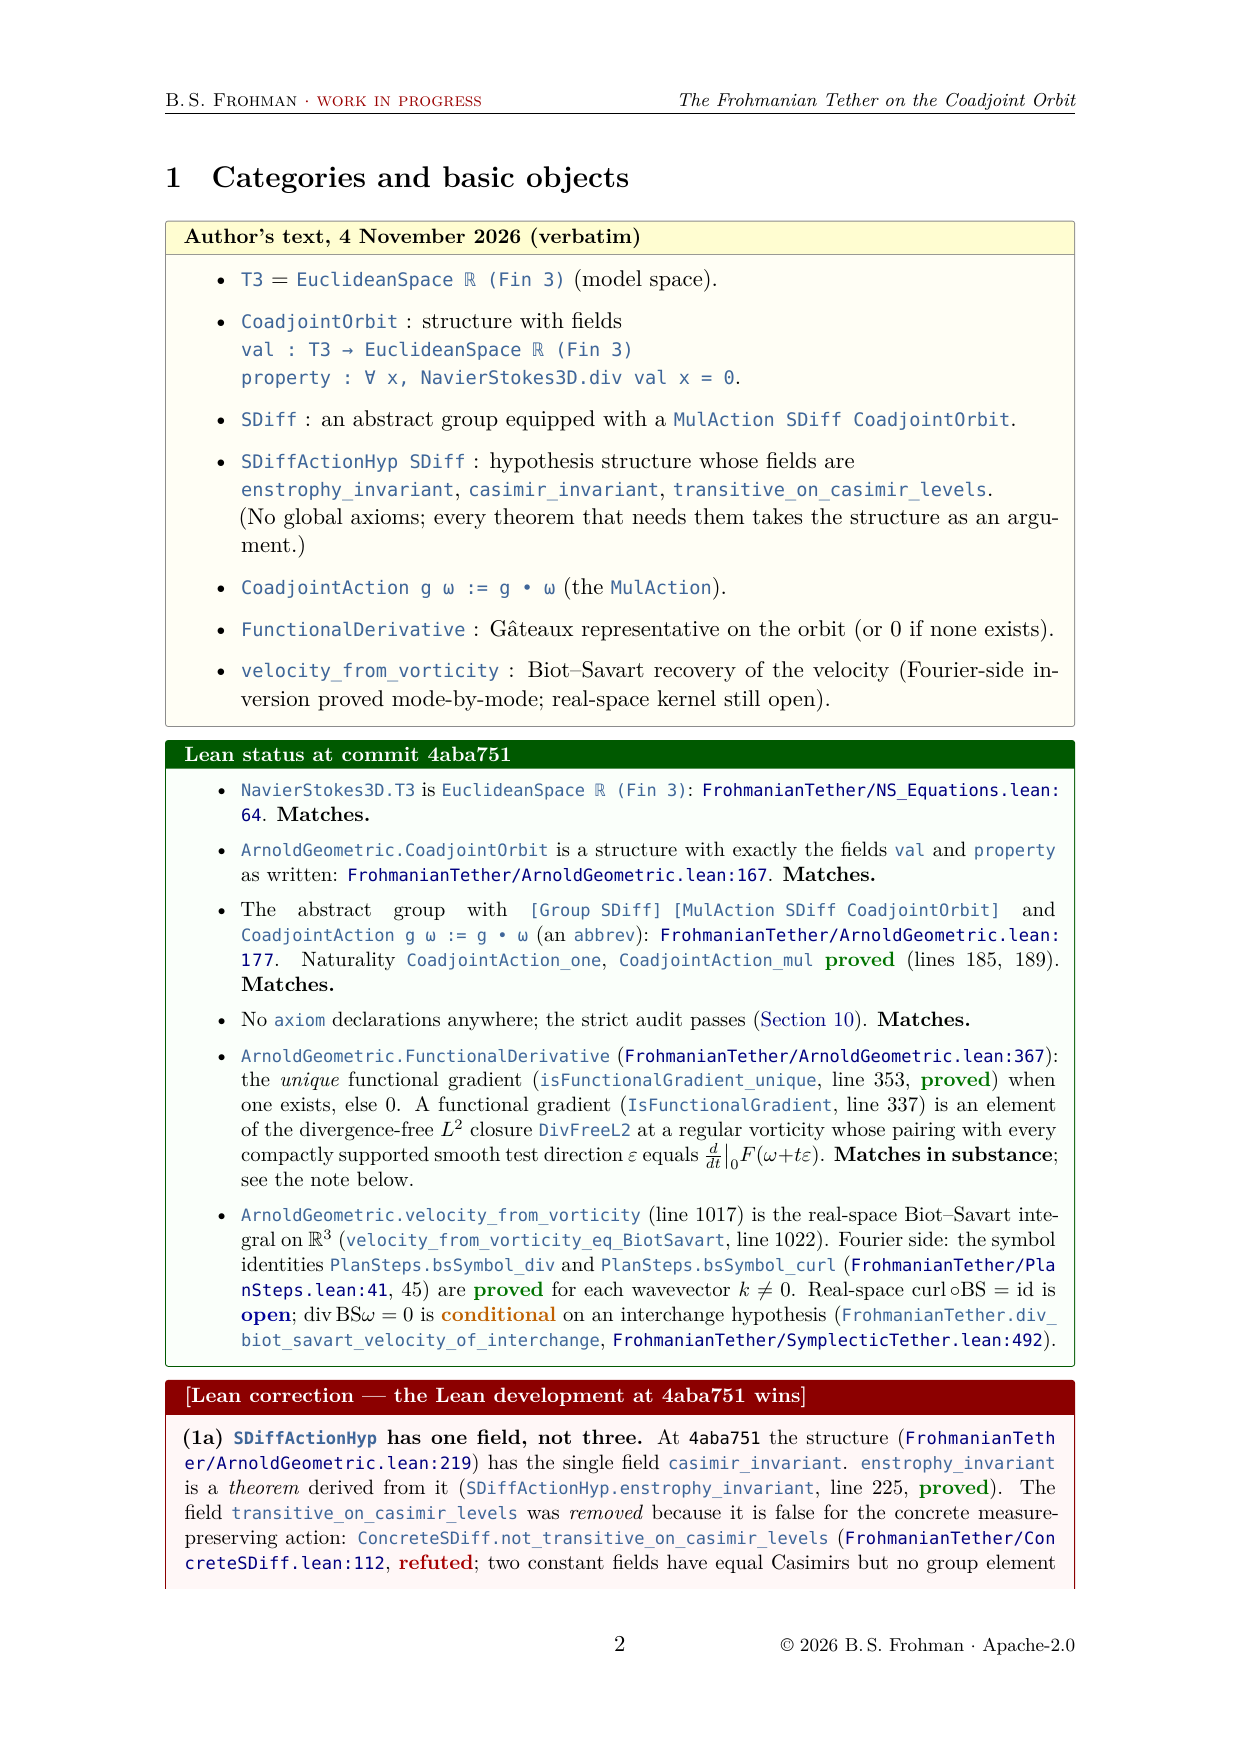 B. S. Frohman · work in progress The Frohmanian Tether on the Coadjoint Orbit
1 Categories and basic objects
Author's text, 4 November 2026 (verbatim)
• T3 = EuclideanSpace ℝ (Fin 3) (model space).
• CoadjointOrbit : structure with fields
val : T3 → EuclideanSpace ℝ (Fin 3)
property : ∀ x, NavierStokes3D.div val x = 0.
• SDiff : an abstract group equipped with a MulAction SDiff CoadjointOrbit.
• SDiffActionHyp SDiff : hypothesis structure whose fields are
enstrophy_invariant, casimir_invariant, transitive_on_casimir_levels.
(No global axioms; every theorem that needs them takes the structure as an argu-
ment.)
• CoadjointAction g ω := g • ω (the MulAction).
• FunctionalDerivative : Gâteaux representative on the orbit (or 0 if none exists).
• velocity_from_vorticity : Biot–Savart recovery of the velocity (Fourier-side in-
version proved mode-by-mode; real-space kernel still open).
Lean status at commit 4aba751
• NavierStokes3D.T3 is EuclideanSpace ℝ (Fin 3): FrohmanianTether/NS_Equations.lean:
64. Matches.
• ArnoldGeometric.CoadjointOrbit is a structure with exactly the fields val and property
as written: FrohmanianTether/ArnoldGeometric.lean:167. Matches.
• The abstract group with [Group SDiff] [MulAction SDiff CoadjointOrbit] and
CoadjointAction g ω := g • ω (an abbrev): FrohmanianTether/ArnoldGeometric.lean:
177. Naturality CoadjointAction_one, CoadjointAction_mul proved (lines 185, 189).
Matches.
• No axiom declarations anywhere; the strict audit passes (Section 10). Matches.
• ArnoldGeometric.FunctionalDerivative (FrohmanianTether/ArnoldGeometric.lean:367):
the unique functional gradient (isFunctionalGradient_unique, line 353, proved) when
one exists, else 0. A functional gradient (IsFunctionalGradient, line 337) is an element
of the divergence-free L² closure DivFreeL2 at a regular vorticity whose pairing with every
compactly supported smooth test direction ε equals d/dt|₀F(ω+tε). Matches in substance;
see the note below.
• ArnoldGeometric.velocity_from_vorticity (line 1017) is the real-space Biot–Savart inte-
gral on ℝ³ (velocity_from_vorticity_eq_BiotSavart, line 1022). Fourier side: the symbol
identities PlanSteps.bsSymbol_div and PlanSteps.bsSymbol_curl (FrohmanianTether/Pla
nSteps.lean:41, 45) are proved for each wavevector k ≠ 0. Real-space curl∘BS = id is
open; div BSω = 0 is conditional on an interchange hypothesis (FrohmanianTether.div_
biot_savart_velocity_of_interchange, FrohmanianTether/SymplecticTether.lean:492).
[Lean correction — the Lean development at 4aba751 wins]
(1a) SDiffActionHyp has one field, not three. At 4aba751 the structure (FrohmanianTeth
er/ArnoldGeometric.lean:219) has the single field casimir_invariant. enstrophy_invariant
is a theorem derived from it (SDiffActionHyp.enstrophy_invariant, line 225, proved). The
field transitive_on_casimir_levels was removed because it is false for the concrete measure-
preserving action: ConcreteSDiff.not_transitive_on_casimir_levels (FrohmanianTether/Con
creteSDiff.lean:112, refuted; two constant fields have equal Casimirs but no group element
2 © 2026 B. S. Frohman · Apache-2.0